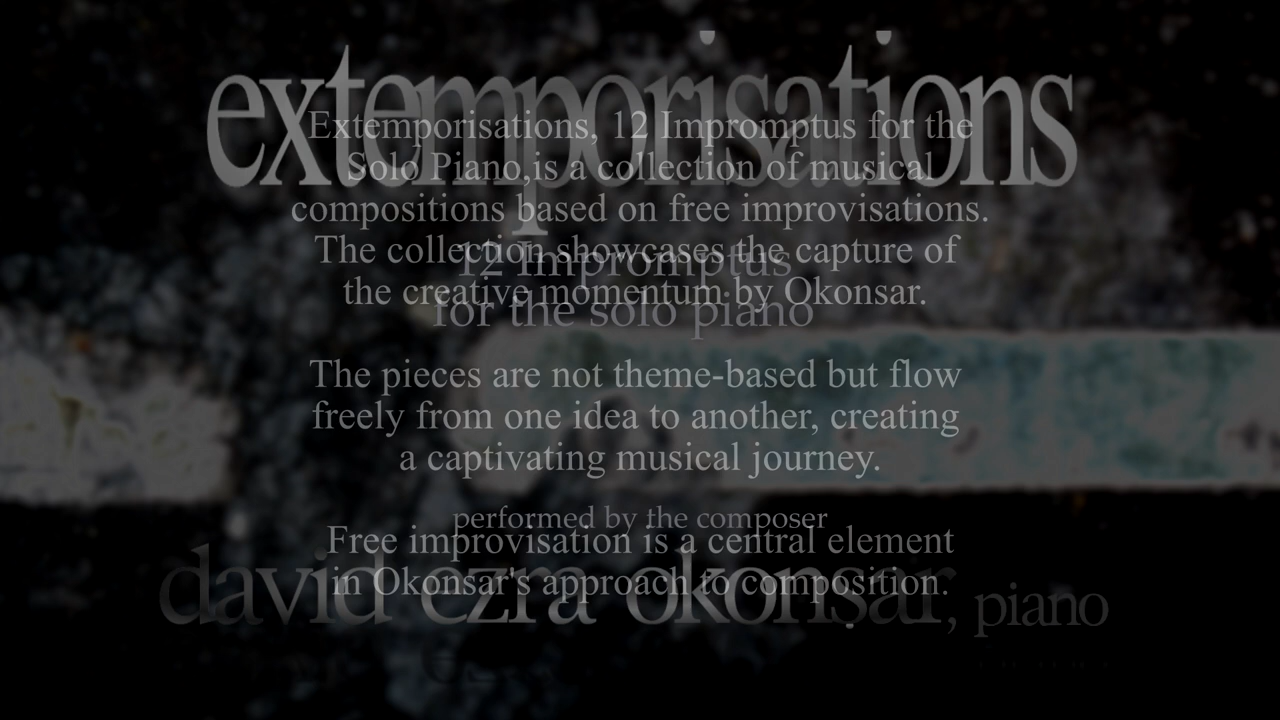 extemporisations
Extemporisations, 12 Impromptus for the
Solo Piano,is a collection of musical
compositions based on free improvisations.
The collection showcases the capture of
12 Impromptus
the creative momentum by Okonsar.
for the solo piano
The pieces are not theme-based but flow
freely from one idea to another, creating
a captivating musical journey.
performed by the composer
Free improvisation is a central element
in Okonsar's approach to composition.
david ezra okonsar, piano